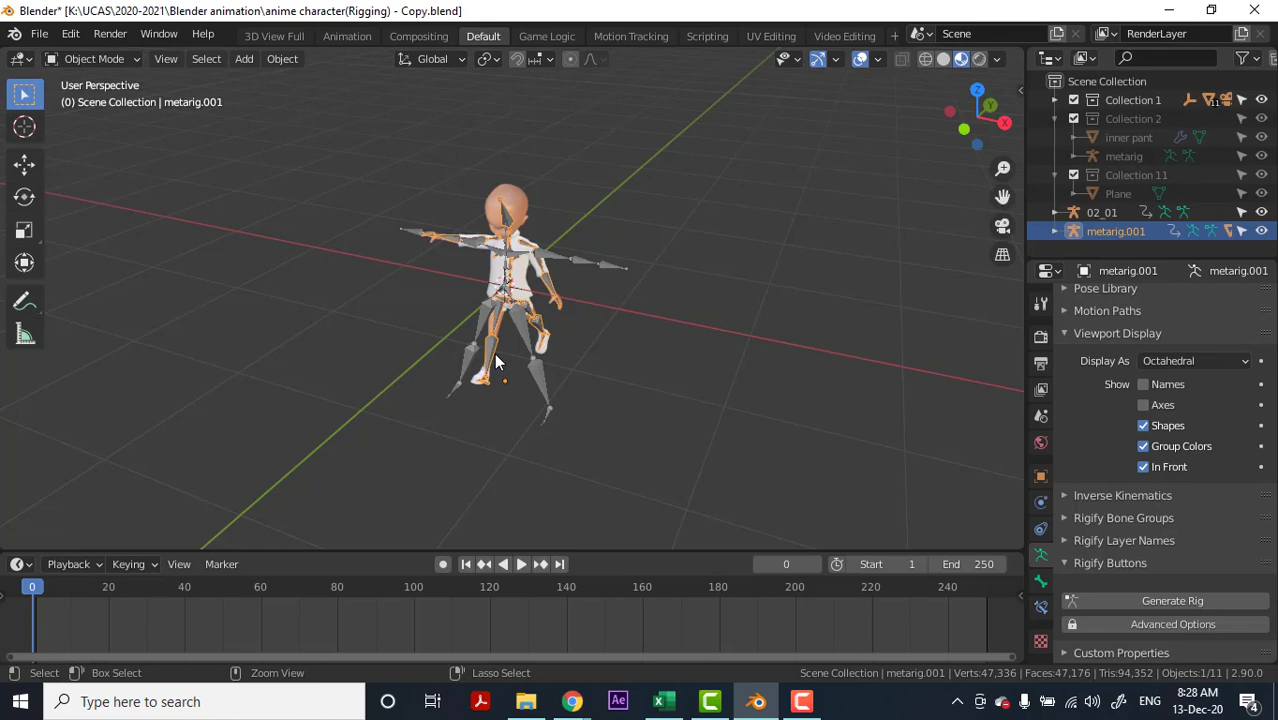 Blender* [K:\UCAS\2020-2021\Blender animation\anime character(Rigging) - Copy.blend]
File Edit Render Window Help 3D View Full Animation Compositing Default Game Logic Motion Tracking Scripting UV Editing Video Editing + Scene RenderLayer
Object Mode View Select Add Object Global
User Perspective
(0) Scene Collection | metarig.001
Z
Y
X
Scene Collection
Collection 1 11
Collection 2
inner pant
metarig
Collection 11
Plane
02_01
metarig.001
metarig.001 metarig.001
Pose Library
Motion Paths
Viewport Display
Display As Octahedral
Show Names
Axes
Shapes
Group Colors
In Front
Inverse Kinematics
Rigify Bone Groups
Rigify Layer Names
Rigify Buttons
Generate Rig
Advanced Options
Custom Properties
Playback Keying View Marker 0 Start 1 End 250
0 20 40 60 80 100 120 140 160 180 200 220 240
Select Box Select Zoom View Lasso Select Scene Collection | metarig.001 | Verts:47,336 | Faces:47,176 | Tris:94,352 | Objects:1/11 | 2.90.0
Type here to search
Ae
ENG
8:28 AM
13-Dec-20
4